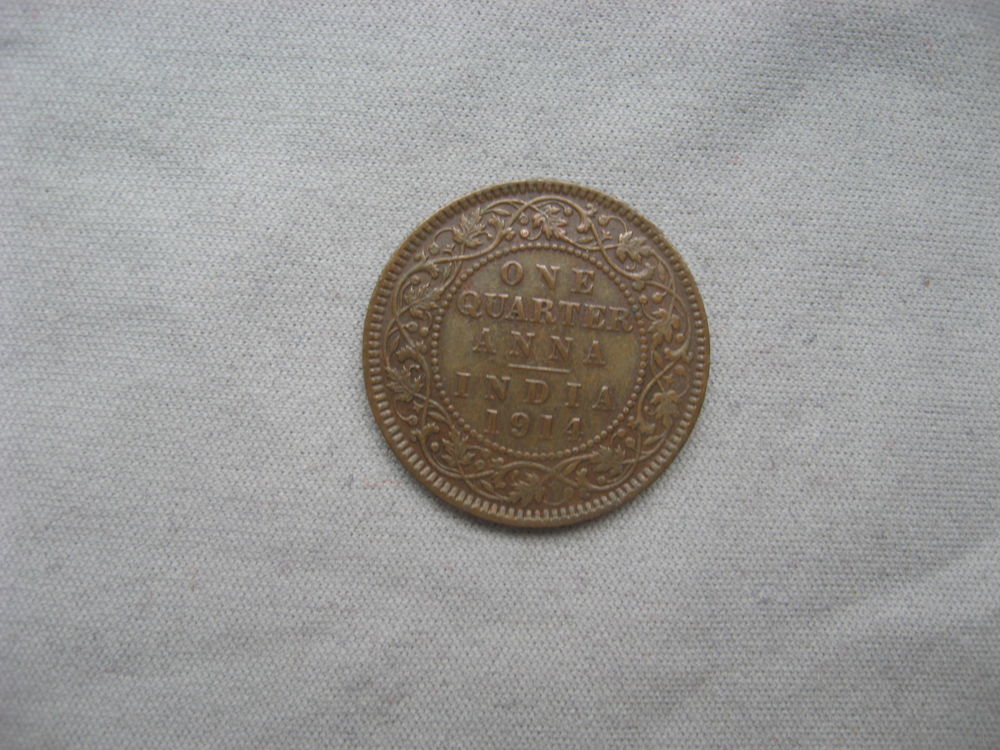 ONE
QUARTER
ANNA
INDIA
1914